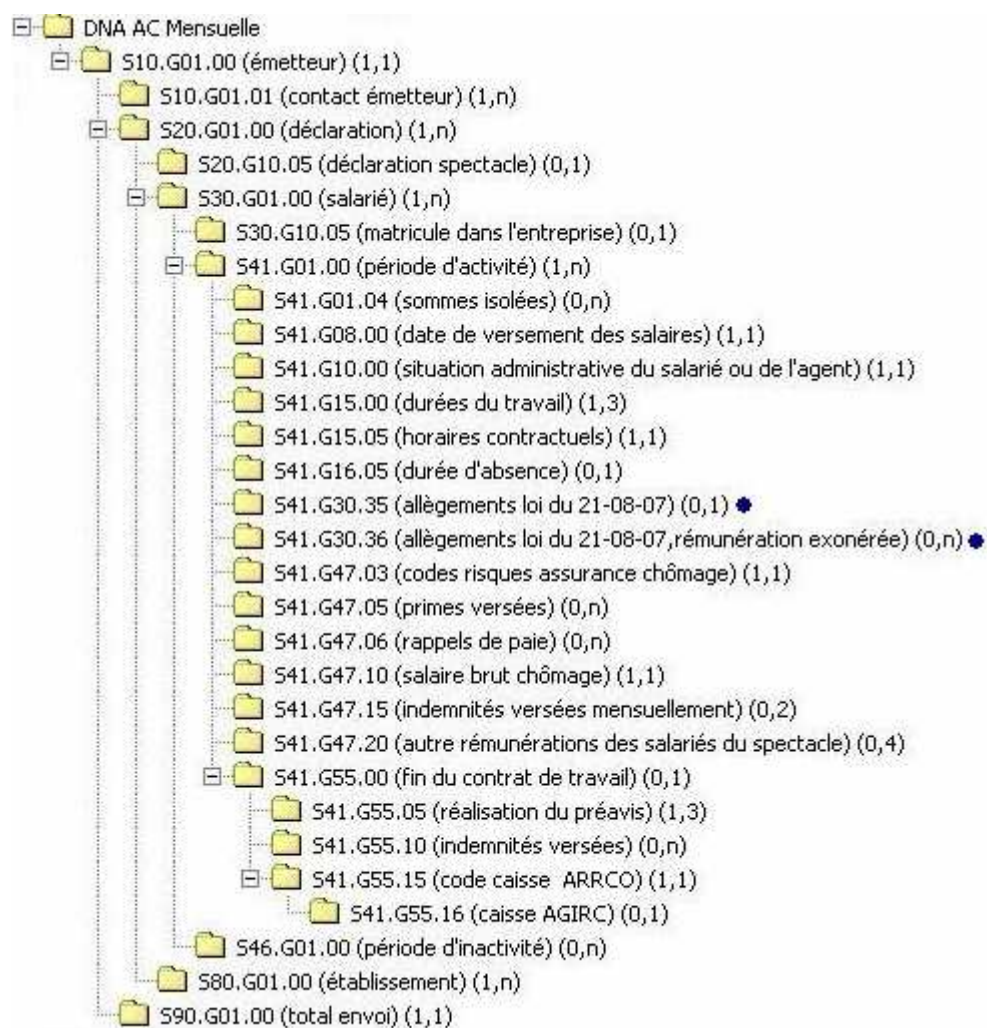 DNA AC Mensuelle
S10.G01.00 (émetteur) (1,1)
S10.G01.01 (contact émetteur) (1,n)
S20.G01.00 (déclaration) (1,n)
S20.G10.05 (déclaration spectacle) (0,1)
S30.G01.00 (salarié) (1,n)
S30.G10.05 (matricule dans l'entreprise) (0,1)
S41.G01.00 (période d'activité) (1,n)
S41.G01.04 (sommes isolées) (0,n)
S41.G08.00 (date de versement des salaires) (1,1)
S41.G10.00 (situation administrative du salarié ou de l'agent) (1,1)
S41.G15.00 (durées du travail) (1,3)
S41.G15.05 (horaires contractuels) (1,1)
S41.G16.05 (durée d'absence) (0,1)
S41.G30.35 (allègements loi du 21-08-07) (0,1)
S41.G30.36 (allègements loi du 21-08-07,rémunération exonérée) (0,n)
S41.G47.03 (codes risques assurance chômage) (1,1)
S41.G47.05 (primes versées) (0,n)
S41.G47.06 (rappels de paie) (0,n)
S41.G47.10 (salaire brut chômage) (1,1)
S41.G47.15 (indemnités versées mensuellement) (0,2)
S41.G47.20 (autre rémunérations des salariés du spectacle) (0,4)
S41.G55.00 (fin du contrat de travail) (0,1)
S41.G55.05 (réalisation du préavis) (1,3)
S41.G55.10 (indemnités versées) (0,n)
S41.G55.15 (code caisse ARRCO) (1,1)
S41.G55.16 (caisse AGIRC) (0,1)
S46.G01.00 (période d'inactivité) (0,n)
S80.G01.00 (établissement) (1,n)
S90.G01.00 (total envoi) (1,1)